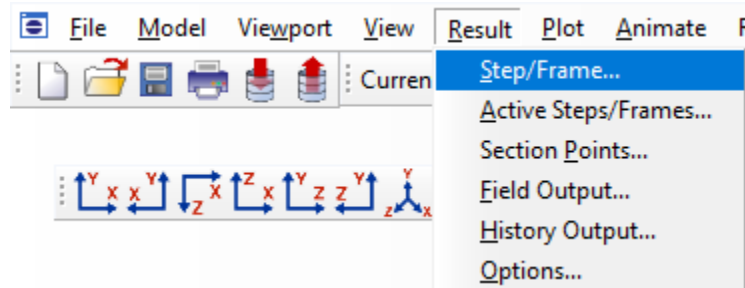 File Model Viewport View Result Plot Animate
Curren
Step/Frame...
Active Steps/Frames...
Section Points...
Field Output...
History Output...
Options...
Y X X Y X Z Z X Y Z Z Y Y Z X